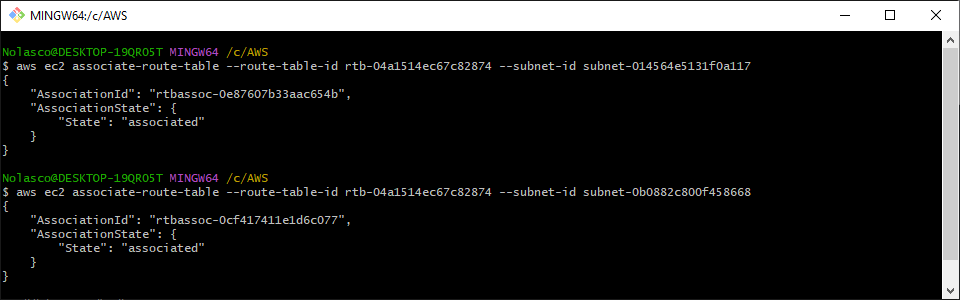 MINGW64:/c/AWS
Nolasco@DESKTOP-19QRO5T MINGW64 /c/AWS
$ aws ec2 associate-route-table --route-table-id rtb-04a1514ec67c82874 --subnet-id subnet-014564e5131f0a117
{
    "AssociationId": "rtbassoc-0e87607b33aac654b",
    "AssociationState": {
        "State": "associated"
    }
}
Nolasco@DESKTOP-19QRO5T MINGW64 /c/AWS
$ aws ec2 associate-route-table --route-table-id rtb-04a1514ec67c82874 --subnet-id subnet-0b0882c800f458668
{
    "AssociationId": "rtbassoc-0cf417411e1d6c077",
    "AssociationState": {
        "State": "associated"
    }
}